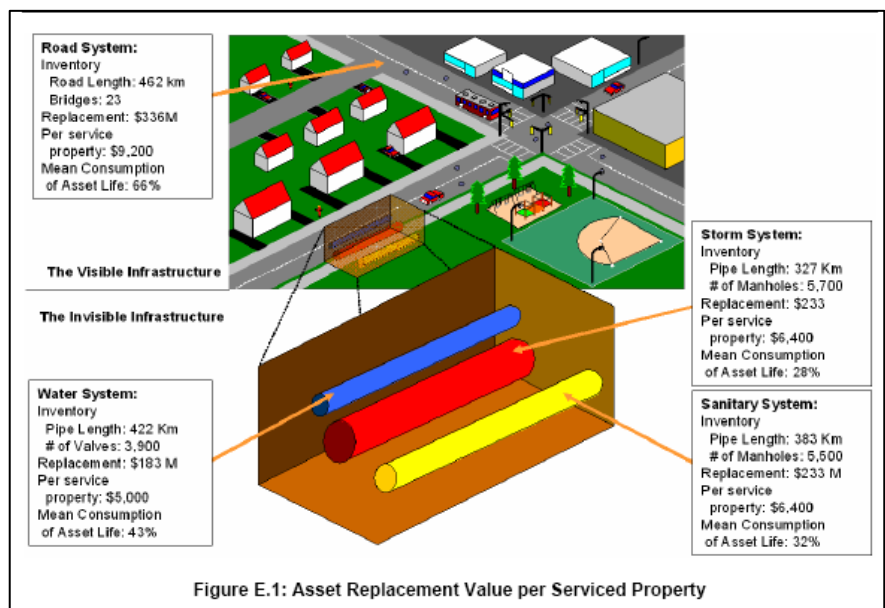 Road System:
Inventory
Road Length: 462 km
Bridges: 23
Replacement: $336M
Per service
property: $9,200
Mean Consumption
of Asset Life: 66%
The Visible Infrastructure
The Invisible Infrastructure
Storm System:
Inventory
Pipe Length: 327 Km
# of Manholes: 5,700
Replacement: $233
Per service
property: $6,400
Mean Consumption
of Asset Life: 28%
Water System:
Inventory
Pipe Length: 422 Km
# of Valves: 3,900
Replacement: $183 M
Per service
property: $5,000
Mean Consumption
of Asset Life: 43%
Sanitary System:
Inventory
Pipe Length: 383 Km
# of Manholes: 5,500
Replacement: $233 M
Per service
property: $6,400
Mean Consumption
of Asset Life: 32%
Figure E.1: Asset Replacement Value per Serviced Property